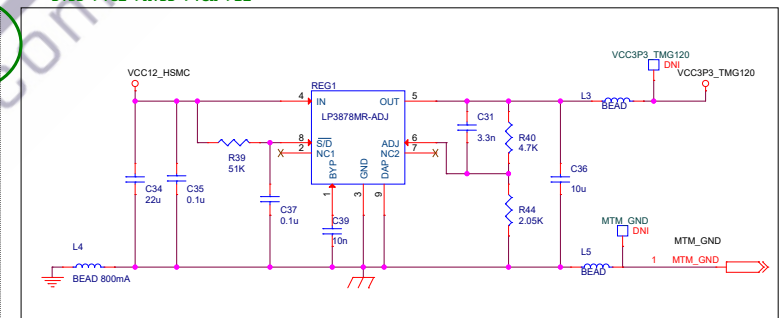 VCC3P3_TMG120
DNI
VCC12_HSMC
VCC3P3_TMG120
REG1
4
IN
OUT
5
L3
BEAD
LP3878MR-ADJ
C31
3.3n
R40
4.7K
8
S/D
ADJ
6
2
NC1
NC2
7
R39
51K
BYP
GND
DAP
C36
10u
C34
22u
C35
0.1u
C37
0.1u
1
3
9
C39
10n
R44
2.05K
MTM_GND
DNI
L4
BEAD 800mA
L5
BEAD
MTM_GND
1
MTM_GND